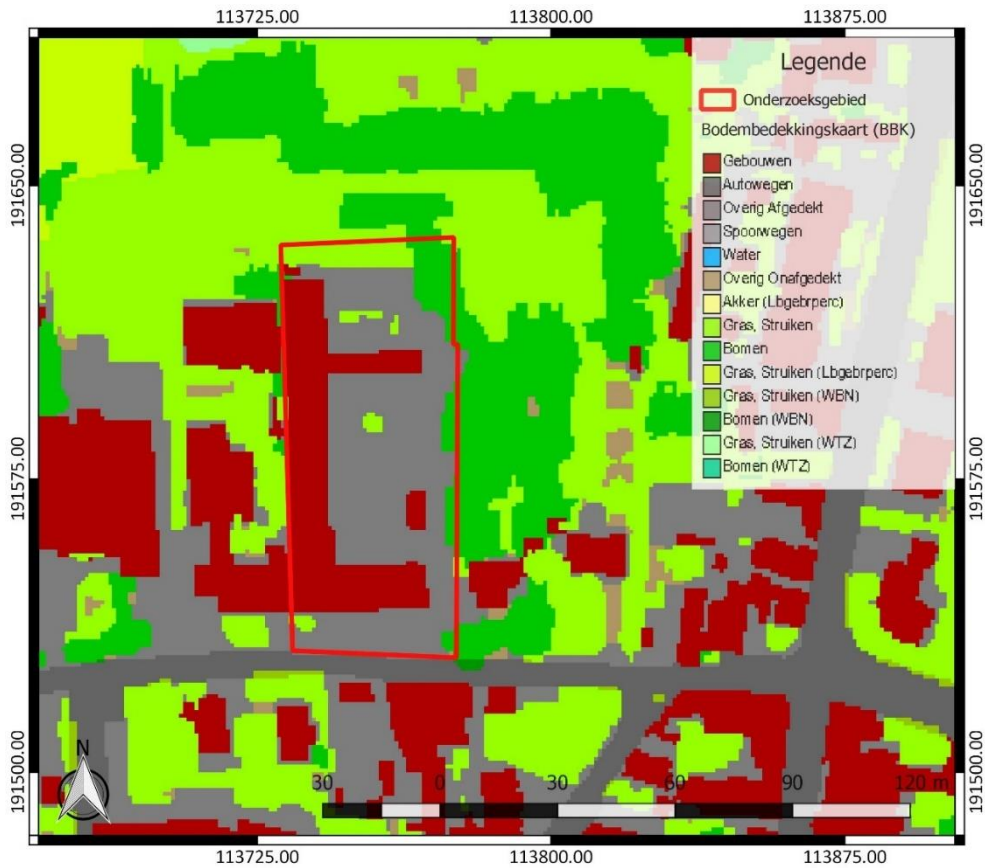 113725.00 113800.00 113875.00
Legende
Onderzoeksgebied
Bodembedekkingskaart (BBK)
Gebouwen
Autowegen
Overig Afgedekt
Spoorwegen
Water
Overig Onafgedekt
Akker (Lbgebrperc)
Gras, Struiken
Bomen
Gras, Struiken (Lbgebrperc)
Gras, Struiken (WBN)
Bomen (WBN)
Gras, Struiken (WTZ)
Bomen (WTZ)
191650.00 191650.00
191575.00 191575.00
191500.00 191500.00
N
30 0 30 60 90 120 m
113725.00 113800.00 113875.00